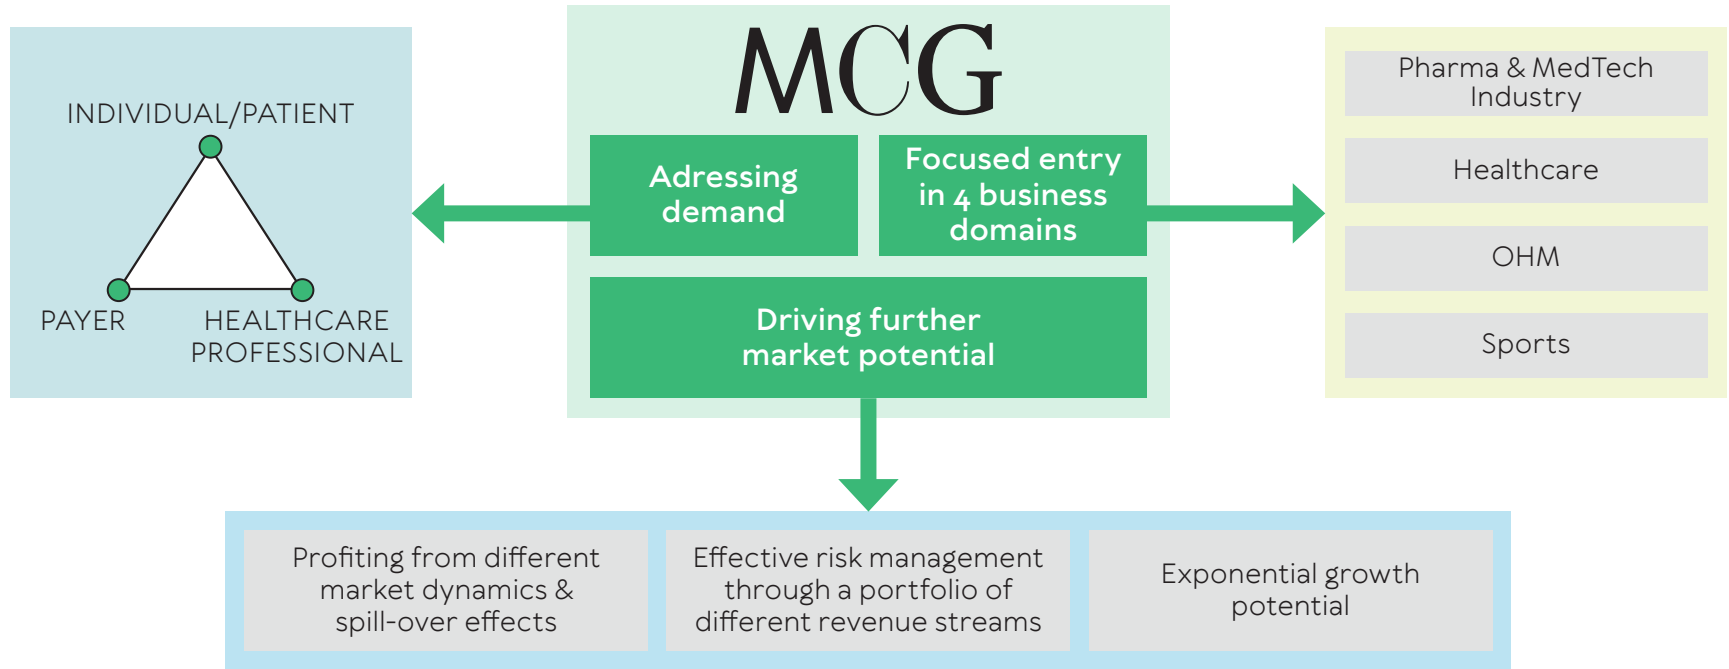 INDIVIDUAL/PATIENT
PAYER
HEALTHCARE
PROFESSIONAL
MCG
Adressing
demand
Focused entry
in 4 business
domains
Driving further
market potential
Pharma & MedTech
Industry
Healthcare
OHM
Sports
Profiting from different
market dynamics &
spill-over effects
Effective risk management
through a portfolio of
different revenue streams
Exponential growth
potential